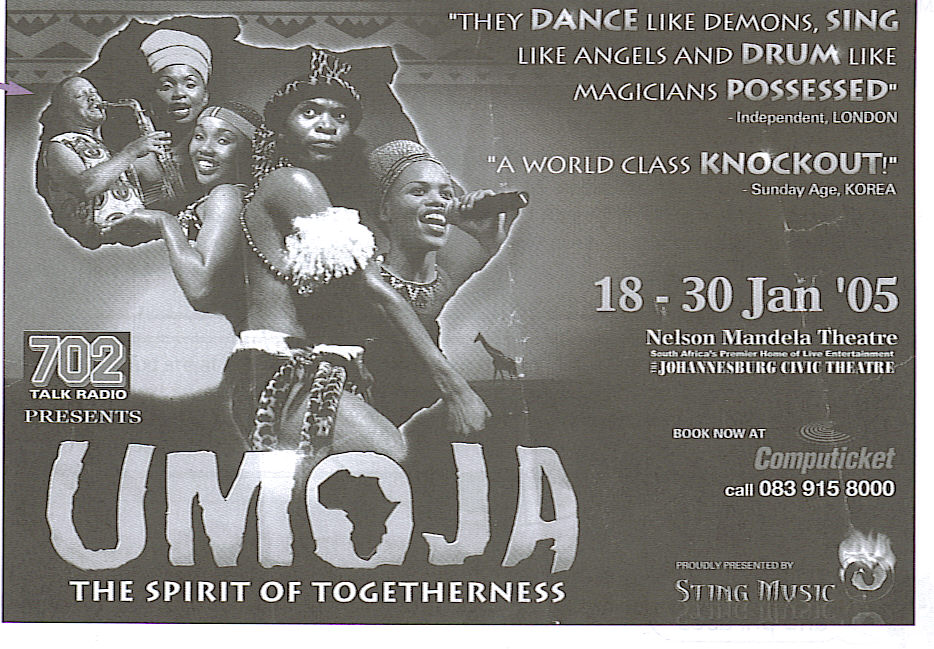 "THEY DANCE LIKE DEMONS, SING
LIKE ANGELS AND DRUM LIKE
MAGICIANS POSSESSED"
- Independent, LONDON
"A WORLD CLASS KNOCKOUT!"
- Sunday Age, KOREA
18 - 30 Jan '05
Nelson Mandela Theatre
South Africa's Premier Home of Live Entertainment
THE JOHANNESBURG CIVIC THEATRE
702
TALK RADIO
PRESENTS
UMOJA
THE SPIRIT OF TOGETHERNESS
BOOK NOW AT
Computicket
call 083 915 8000
PROUDLY PRESENTED BY
STING MUSIC